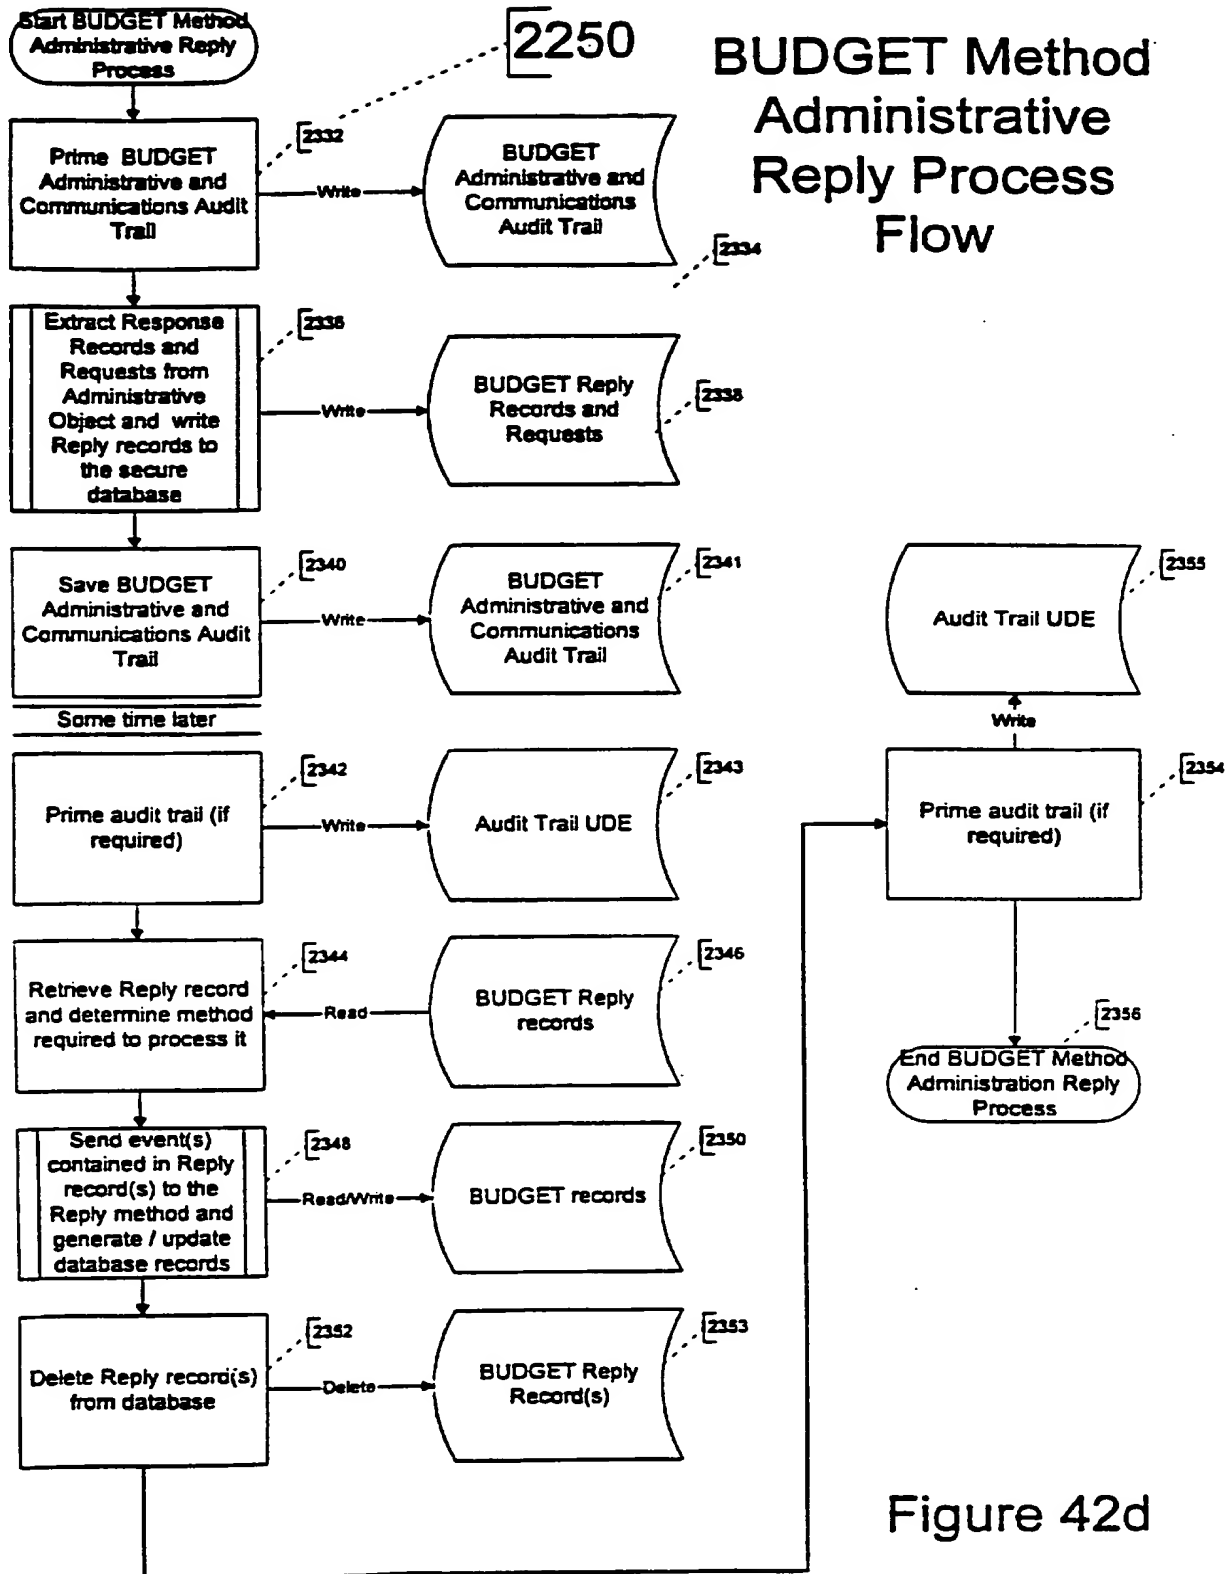 Start BUDGET Method
Administrative Reply
Process
2250
BUDGET Method
Administrative
Reply Process
Flow
Prime BUDGET
Administrative and
Communications Audit
Trail
2332
Write
BUDGET
Administrative and
Communications
Audit Trail
2334
Extract Response
Records and
Requests from
Administrative
Object and write
Reply records to
the secure
database
2336
Write
BUDGET Reply
Records and
Requests
2338
Save BUDGET
Administrative and
Communications Audit
Trail
2340
Write
BUDGET
Administrative and
Communications
Audit Trail
2341
Some time later
Prime audit trail (if
required)
2342
Write
Audit Trail UDE
2343
Retrieve Reply record
and determine method
required to process it
2344
Read
BUDGET Reply
records
2346
Send event(s)
contained in Reply
record(s) to the
Reply method and
generate / update
database records
2348
Read/Write
BUDGET records
2350
Delete Reply record(s)
from database
2352
Delete
BUDGET Reply
Record(s)
2353
Audit Trail UDE
2355
Write
Prime audit trail (if
required)
2354
2356
End BUDGET Method
Administration Reply
Process
Figure 42d